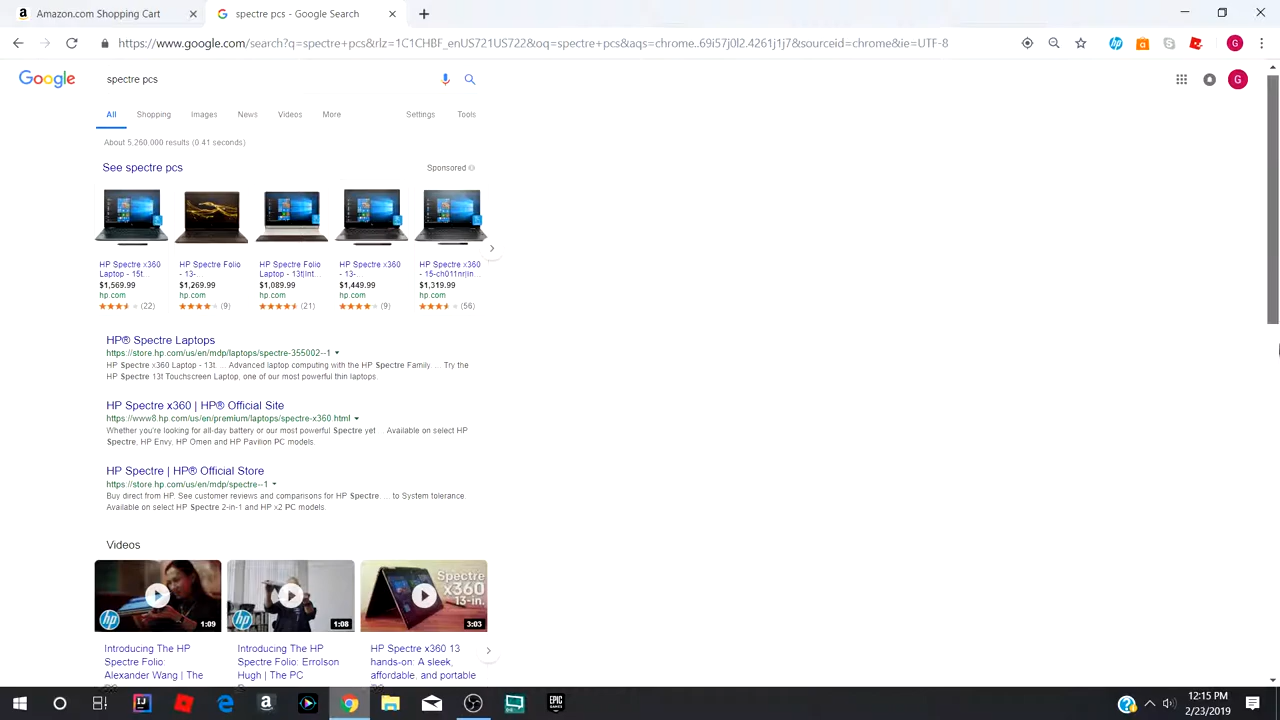 Amazon.com Shopping Cart
spectre pcs - Google Search
https://www.google.com/search?q=spectre+pcs&rlz=1C1CHBF_enUS721US722&oq=spectre+pcs&aqs=chrome..69i57j0l2.4261j1j7&sourceid=chrome&ie=UTF-8
G
Google
spectre pcs
G
All Shopping Images News Videos More Settings Tools
About 5,260,000 results (0.41 seconds)
See spectre pcs
Sponsored
HP Spectre x360 Laptop - 15t...
$1,569.99
hp.com
(22)
HP Spectre Folio - 13-...
$1,269.99
hp.com
(9)
HP Spectre Folio Laptop - 13t|Int...
$1,089.99
hp.com
(21)
HP Spectre x360 - 13-...
$1,449.99
hp.com
(9)
HP Spectre x360 - 15-ch011nr|In...
$1,319.99
hp.com
(56)
HP® Spectre Laptops
https://store.hp.com/us/en/mdp/laptops/spectre-355002--1
HP Spectre x360 Laptop - 13t. ... Advanced laptop computing with the HP Spectre Family. ... Try the
HP Spectre 13t Touchscreen Laptop, one of our most powerful thin laptops.
HP Spectre x360 | HP® Official Site
https://www8.hp.com/us/en/premium/laptops/spectre-x360.html
Whether you're looking for all-day battery or our most powerful Spectre yet ... Available on select HP
Spectre, HP Envy, HP Omen and HP Pavilion PC models.
HP Spectre | HP® Official Store
https://store.hp.com/us/en/mdp/spectre--1
Buy direct from HP. See customer reviews and comparisons for HP Spectre. ... to System tolerance.
Available on select HP Spectre 2-in-1 and HP x2 PC models.
Videos
hp
1:09
hp
1:08
Spectre
x360
13-in.
3:03
Introducing The HP
Spectre Folio:
Alexander Wang | The
Introducing The HP
Spectre Folio: Errolson
Hugh | The PC
HP Spectre x360 13
hands-on: A sleek,
affordable, and portable
EPIC
GAMES
12:15 PM
2/23/2019